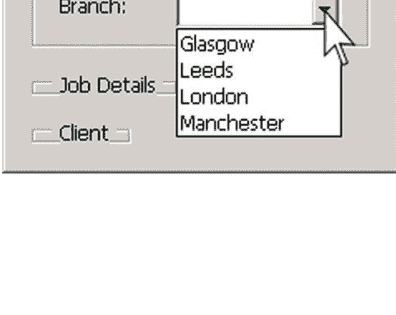 Branch:
Glasgow
Leeds
Job Details
London
Manchester
Client